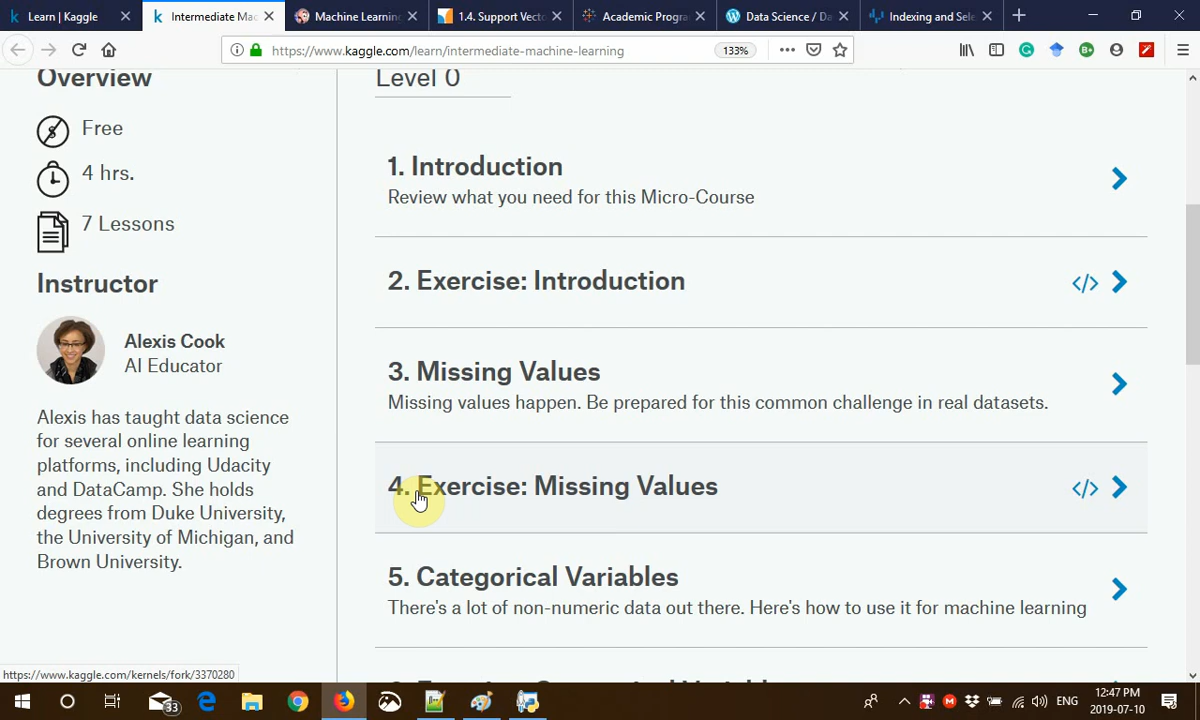 Learn | Kaggle
Intermediate Mac
Machine Learning
1.4. Support Vecto
Academic Progra
Data Science / Da
Indexing and Sele
https://www.kaggle.com/learn/intermediate-machine-learning
133%
Overview
Free
4 hrs.
7 Lessons
Instructor
Alexis Cook
AI Educator
Alexis has taught data science
for several online learning
platforms, including Udacity
and DataCamp. She holds
degrees from Duke University,
the University of Michigan, and
Brown University.
Level 0
1. Introduction
Review what you need for this Micro-Course
2. Exercise: Introduction
</>
3. Missing Values
Missing values happen. Be prepared for this common challenge in real datasets.
4. Exercise: Missing Values
</>
5. Categorical Variables
There's a lot of non-numeric data out there. Here's how to use it for machine learning
https://www.kaggle.com/kernels/fork/3370280
33
ENG
12:47 PM
2019-07-10